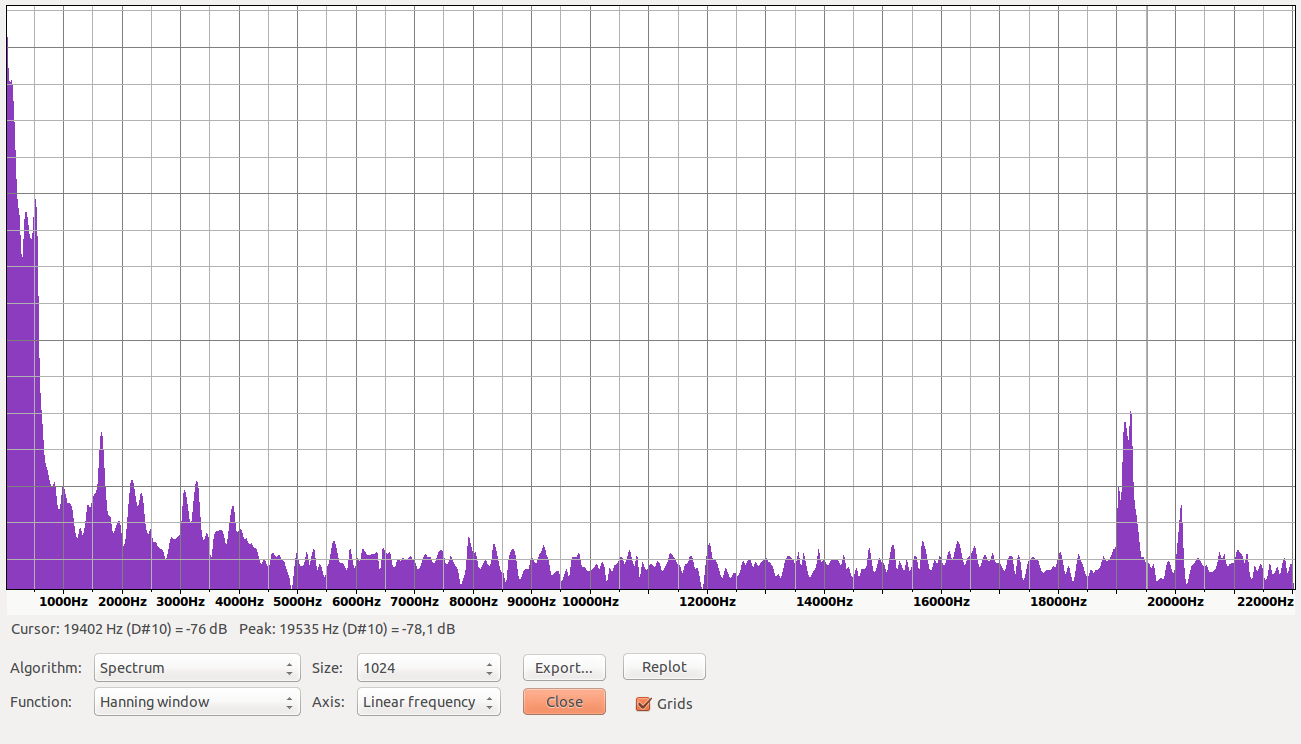 1000Hz 2000Hz 3000Hz 4000Hz 5000Hz 6000Hz 7000Hz 8000Hz 9000Hz 10000Hz 12000Hz 14000Hz 16000Hz 18000Hz 20000Hz 22000Hz
Cursor: 19402 Hz (D#10) = -76 dB Peak: 19535 Hz (D#10) = -78,1 dB
Algorithm: Spectrum Size: 1024 Export... Replot
Function: Hanning window Axis: Linear frequency Close Grids